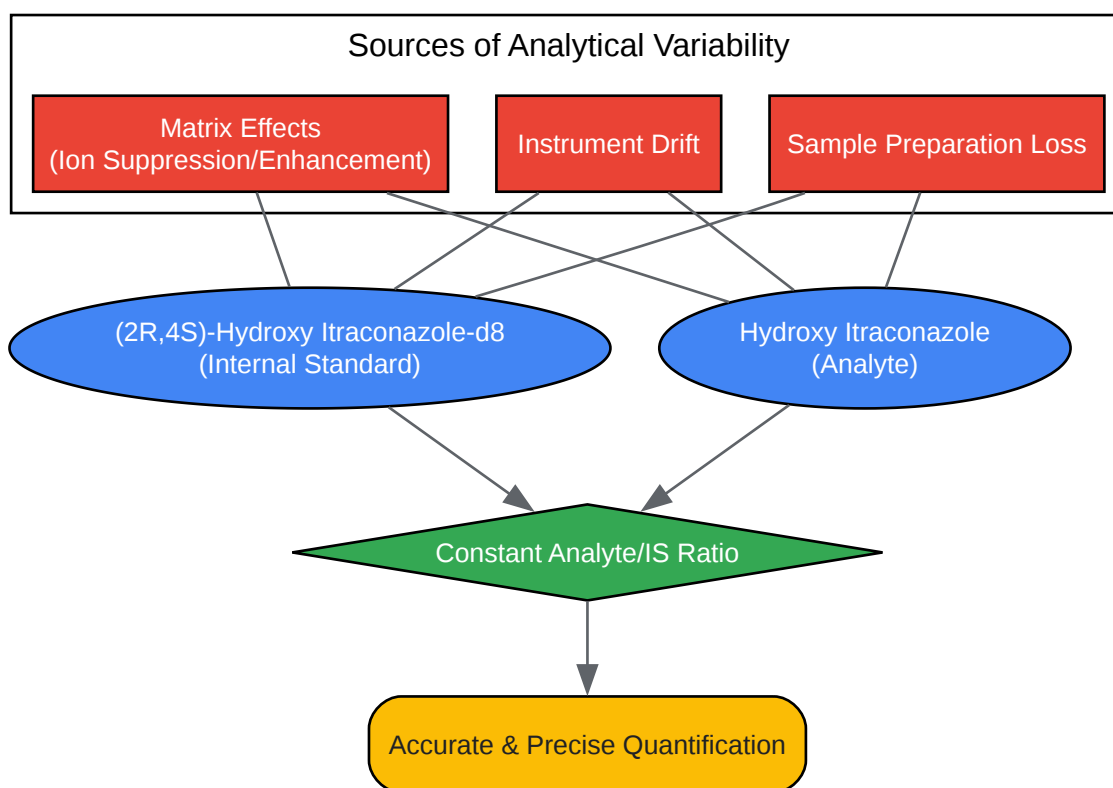 Sources of Analytical Variability
Matrix Effects
(Ion Suppression/Enhancement)
Instrument Drift
Sample Preparation Loss
(2R,4S)-Hydroxy Itraconazole-d8
(Internal Standard)
Hydroxy Itraconazole
(Analyte)
Constant Analyte/IS Ratio
Accurate & Precise Quantification